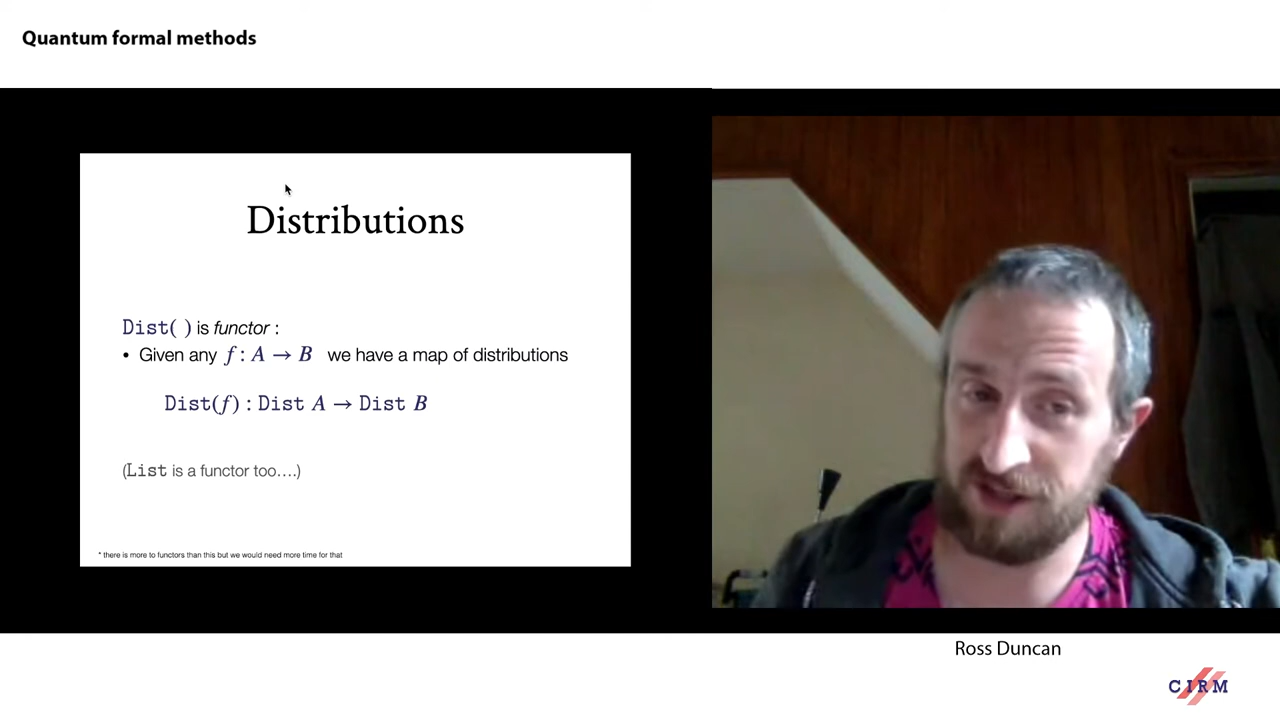 Quantum formal methods
Distributions
Dist( ) is functor :
• Given any f : A → B we have a map of distributions
Dist(f) : Dist A → Dist B
(List is a functor too….)
* there is more to functors than this but we would need more time for that
Ross Duncan
CIRM